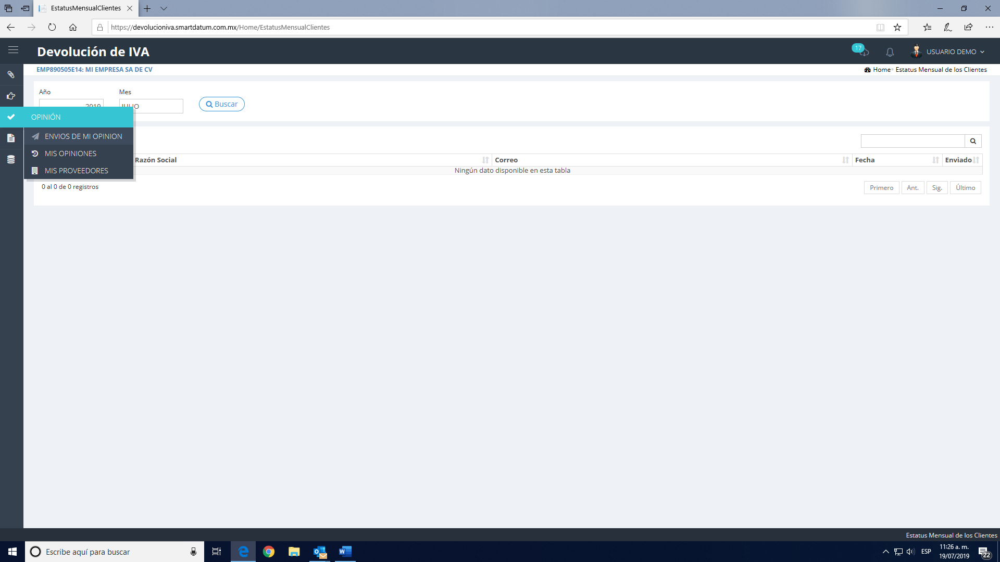 EstatusMensualClientes
https://devolucioniva.smartdatum.com.mx/Home/EstatusMensualClientes
Devolución de IVA
17
USUARIO DEMO
EMP890505E14: MI EMPRESA SA DE CV
Home
Estatus Mensual de los Clientes
Año
Mes
2019
JULIO
Buscar
OPINIÓN
ENVIOS DE MI OPINION
MIS OPINIONES
MIS PROVEEDORES
Razón Social
Correo
Fecha
Enviado
Ningún dato disponible en esta tabla
0 al 0 de 0 registros
Primero
Ant.
Sig.
Último
Estatus Mensual de los Clientes
Escribe aquí para buscar
ESP
11:26 a. m.
19/07/2019
22